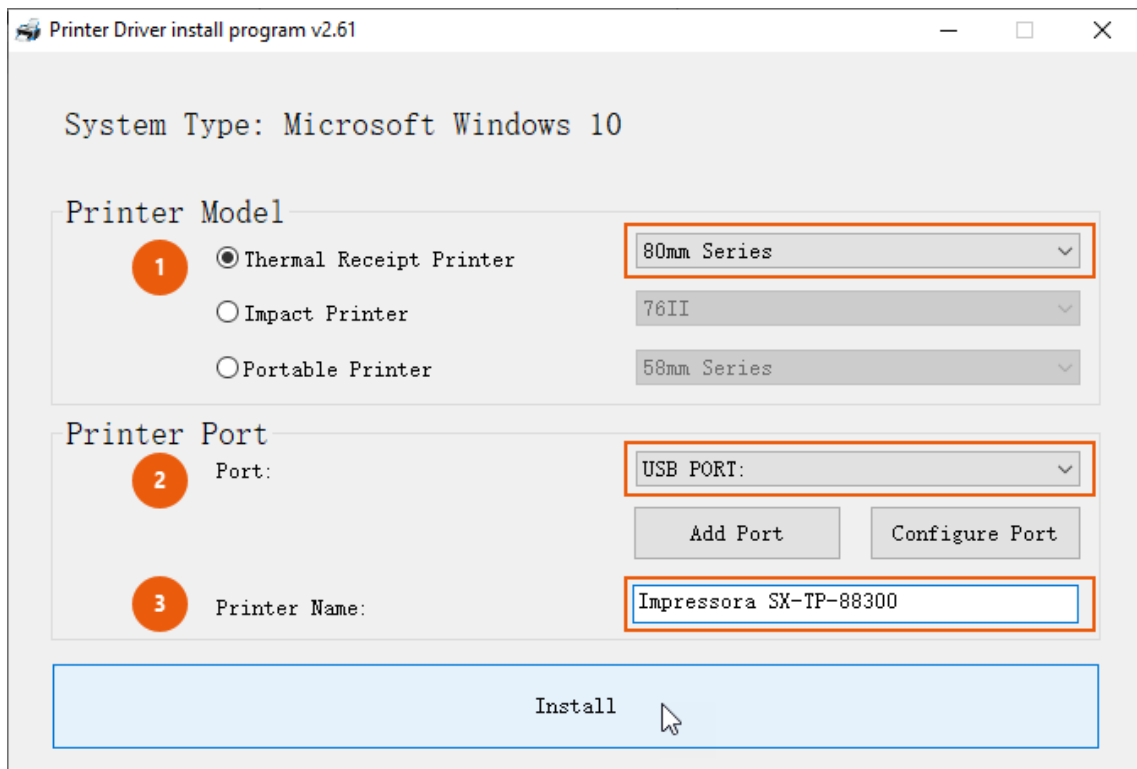 Printer Driver install program v2.61
System Type: Microsoft Windows 10
Printer Model
1 Thermal Receipt Printer 80mm Series
Impact Printer 76II
Portable Printer 58mm Series
Printer Port
2 Port: USB PORT:
Add Port Configure Port
3 Printer Name: Impressora SX-TP-88300
Install